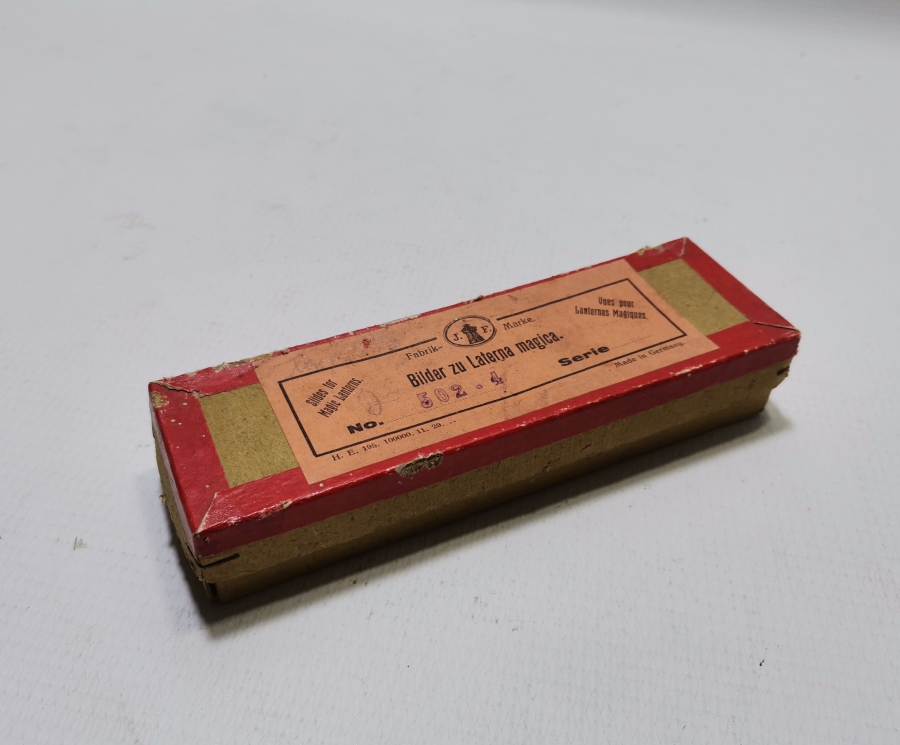 J. F.
Fabrik- Marke.
Slides for
Magic Lanterns.
Bilder zu Laterna magica.
Vues pour
Lanternes Magiques.
No. 502.4 Serie
H. E. 195. 100000. 11. 29.
Made in Germany.